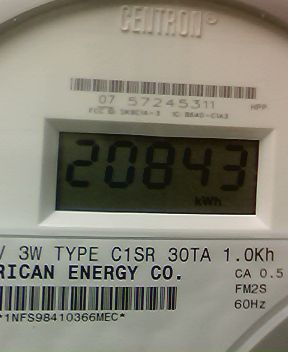 CENTRON®
07 57245311 HPP
20843
kWh
V 3W TYPE C1SR 30TA 1.0Kh
RICAN ENERGY CO. CA 0.5
FM2S
*1NFS98410366MEC* 60Hz